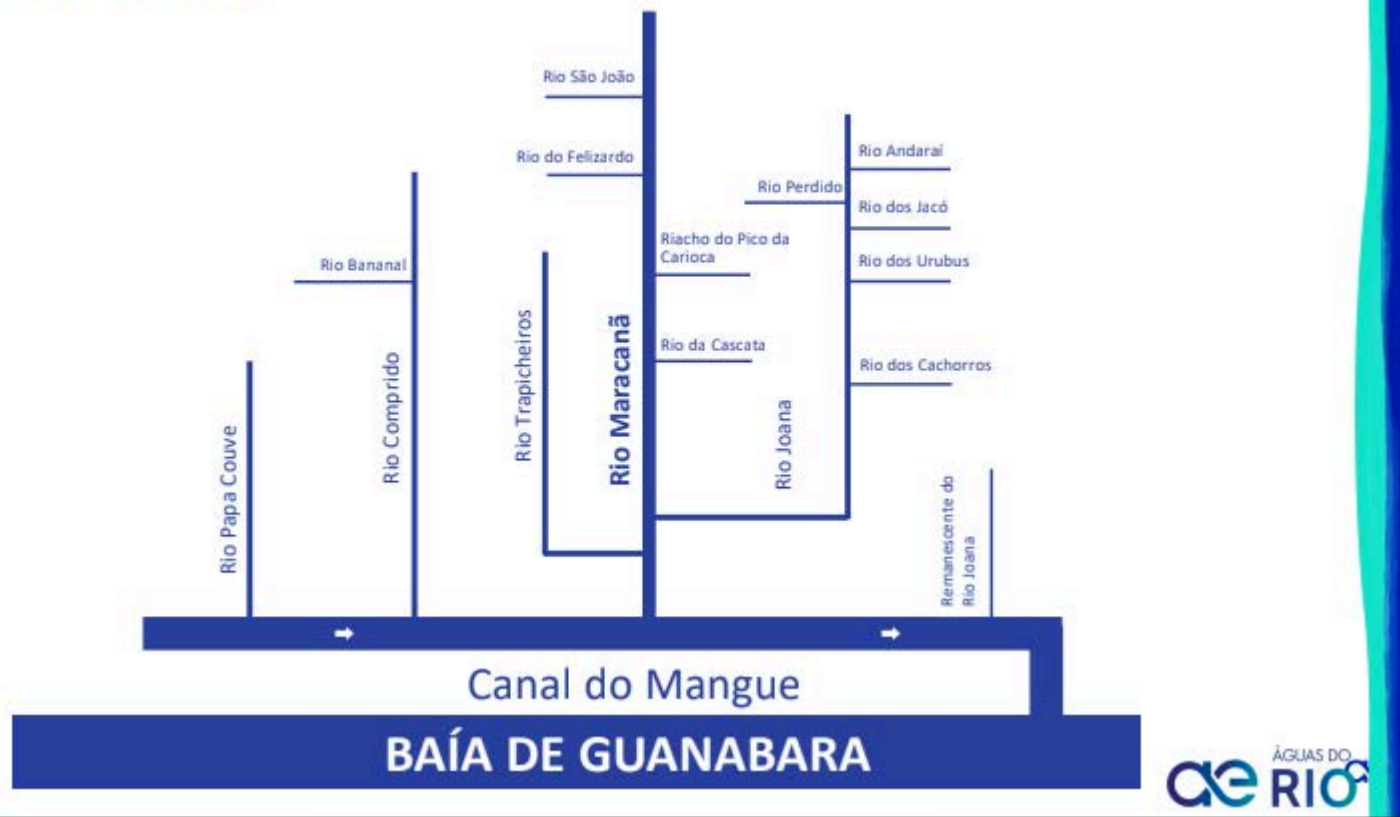 Rio São João
Rio do Felizardo
Rio Andaraí
Rio Perdido
Rio dos Jacó
Riacho do Pico da
Carioca
Rio dos Urubus
Rio Bananal
Rio da Cascata
Rio dos Cachorros
Rio Papa Couve
Rio Comprido
Rio Trapicheiros
Rio Maracanã
Rio Joana
Remanescente do
Rio Joana
Canal do Mangue
BAÍA DE GUANABARA
ae
ÁGUAS DO
RIO